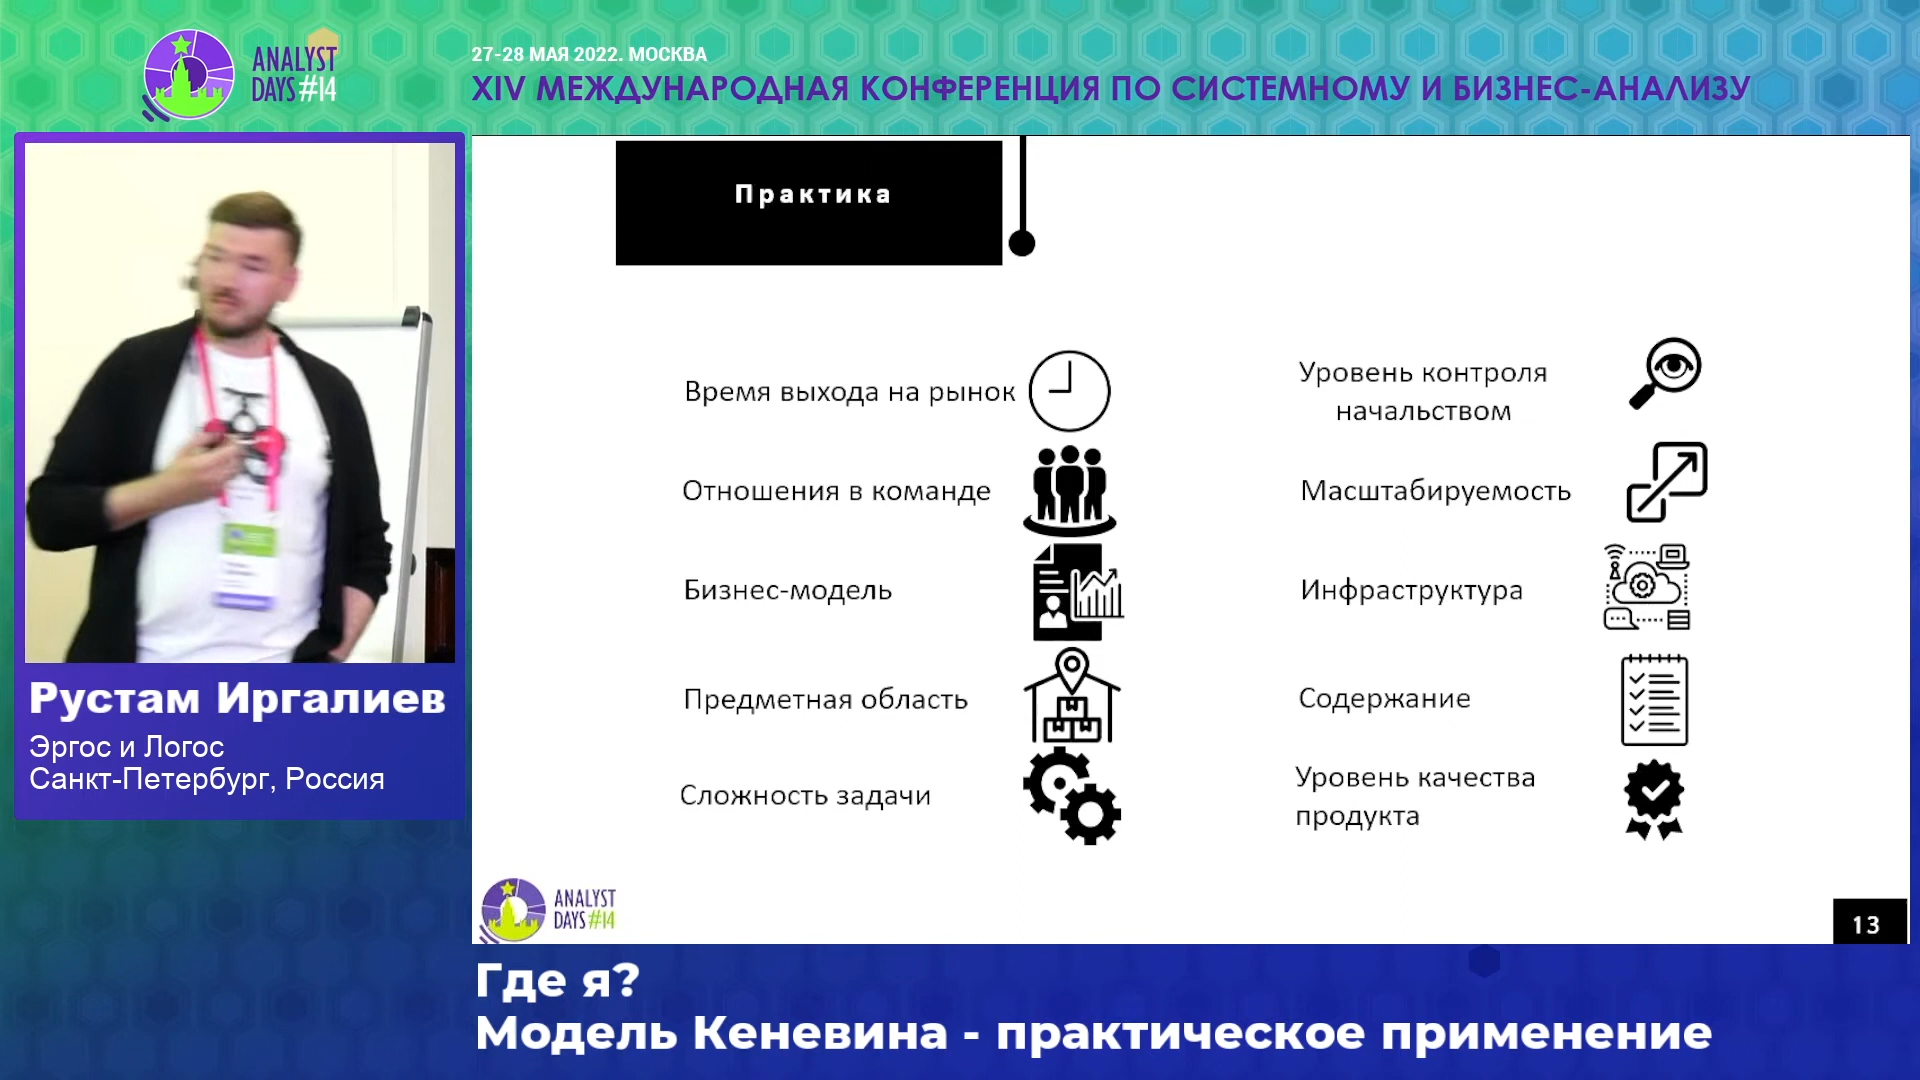 ANALYST
DAYS#14
27-28 МАЯ 2022. МОСКВА
XIV МЕЖДУНАРОДНАЯ КОНФЕРЕНЦИЯ ПО СИСТЕМНОМУ И БИЗНЕС-АНАЛИЗУ
Практика
Время выхода на рынок
Отношения в команде
Бизнес-модель
Предметная область
Сложность задачи
Уровень контроля
начальством
Масштабируемость
Инфраструктура
Содержание
Уровень качества
продукта
ANALYST
DAYS#14
13
Рустам Иргалиев
Эргос и Логос
Санкт-Петербург, Россия
Где я?
Модель Кеневина - практическое применение